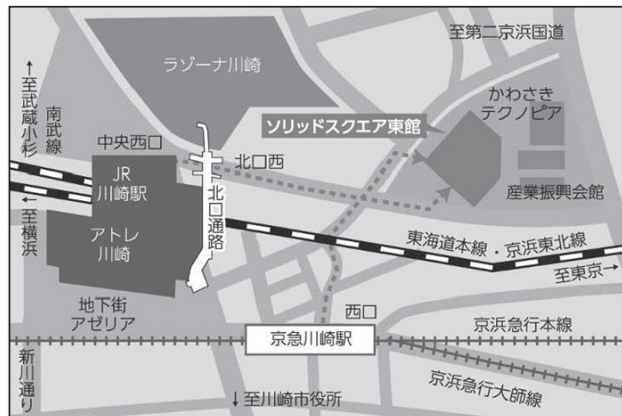 至第二京浜国道
ラゾーナ川崎
かわさき
テクノピア
←至武蔵小杉
南武線
ソリッドスクエア東館
中央西口
北口西
JR
川崎駅
北口通路
産業振興会館
←至横浜
アトレ
川崎
東海道本線・京浜東北線
至東京→
地下街
アゼリア
西口
京急川崎駅
京浜急行本線
新川通り
京浜急行大師線
↓至川崎市役所